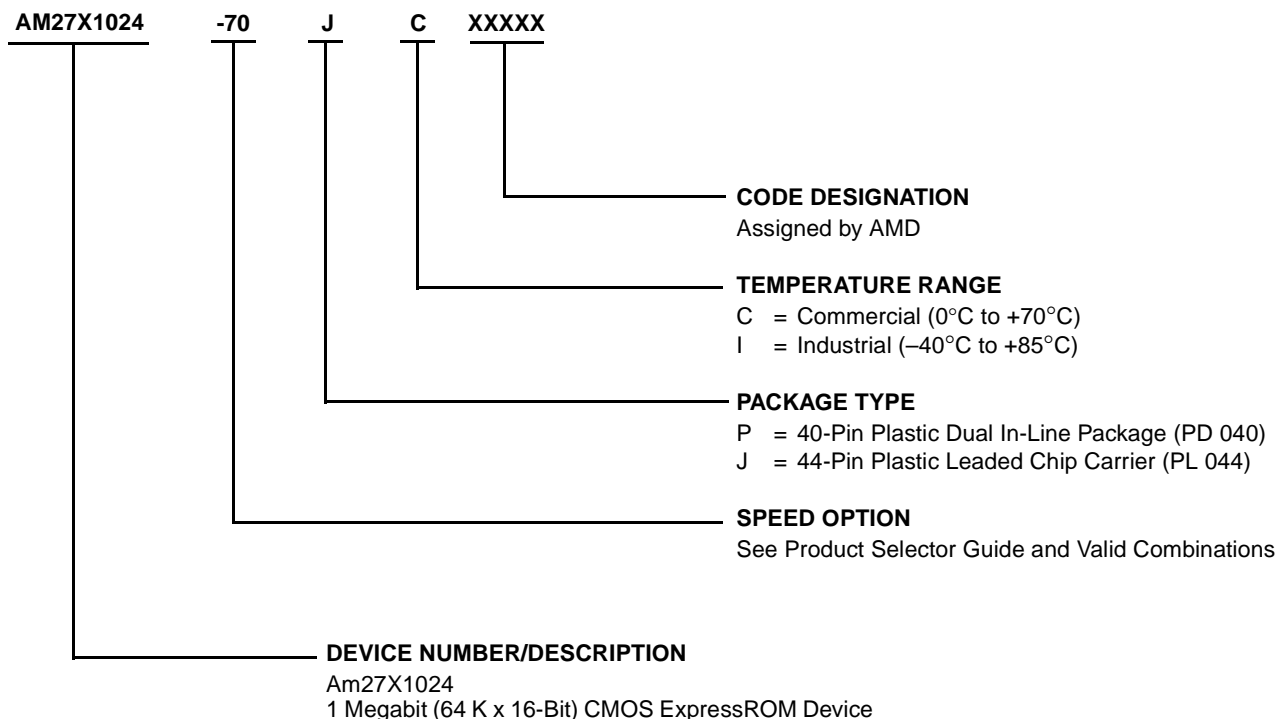 AM27X1024 -70 J C XXXXX
CODE DESIGNATION
Assigned by AMD
TEMPERATURE RANGE
C = Commercial (0°C to +70°C)
I = Industrial (–40°C to +85°C)
PACKAGE TYPE
P = 40-Pin Plastic Dual In-Line Package (PD 040)
J = 44-Pin Plastic Leaded Chip Carrier (PL 044)
SPEED OPTION
See Product Selector Guide and Valid Combinations
DEVICE NUMBER/DESCRIPTION
Am27X1024
1 Megabit (64 K x 16-Bit) CMOS ExpressROM Device